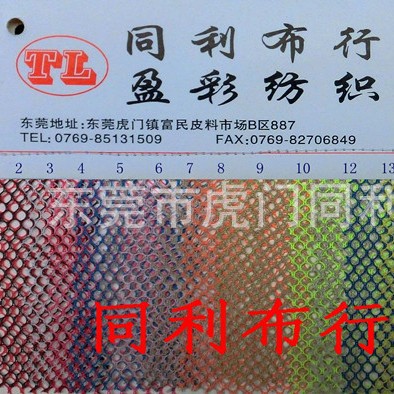 同利布行
TL
盈彩纺织
东莞地址:东莞虎门镇富民皮料市场B区887
TEL:0769-85131509 FAX:0769-82706849
2 3 4 5 6 7 8 9 10 11 12 13
东莞市虎门同利
同利布行